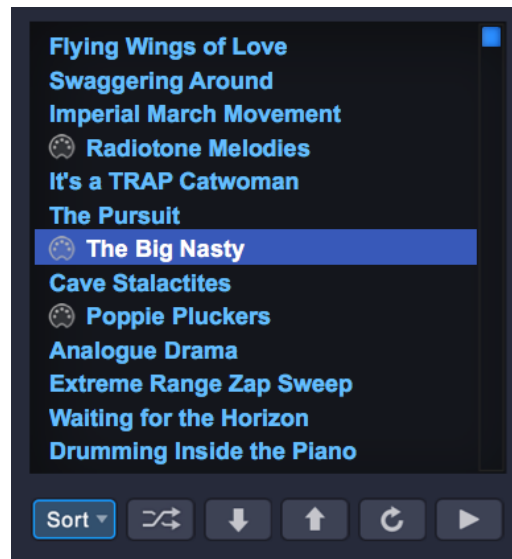 Flying Wings of Love
Swaggering Around
Imperial March Movement
Radiotone Melodies
It's a TRAP Catwoman
The Pursuit
The Big Nasty
Cave Stalactites
Poppie Pluckers
Analogue Drama
Extreme Range Zap Sweep
Waiting for the Horizon
Drumming Inside the Piano
Sort